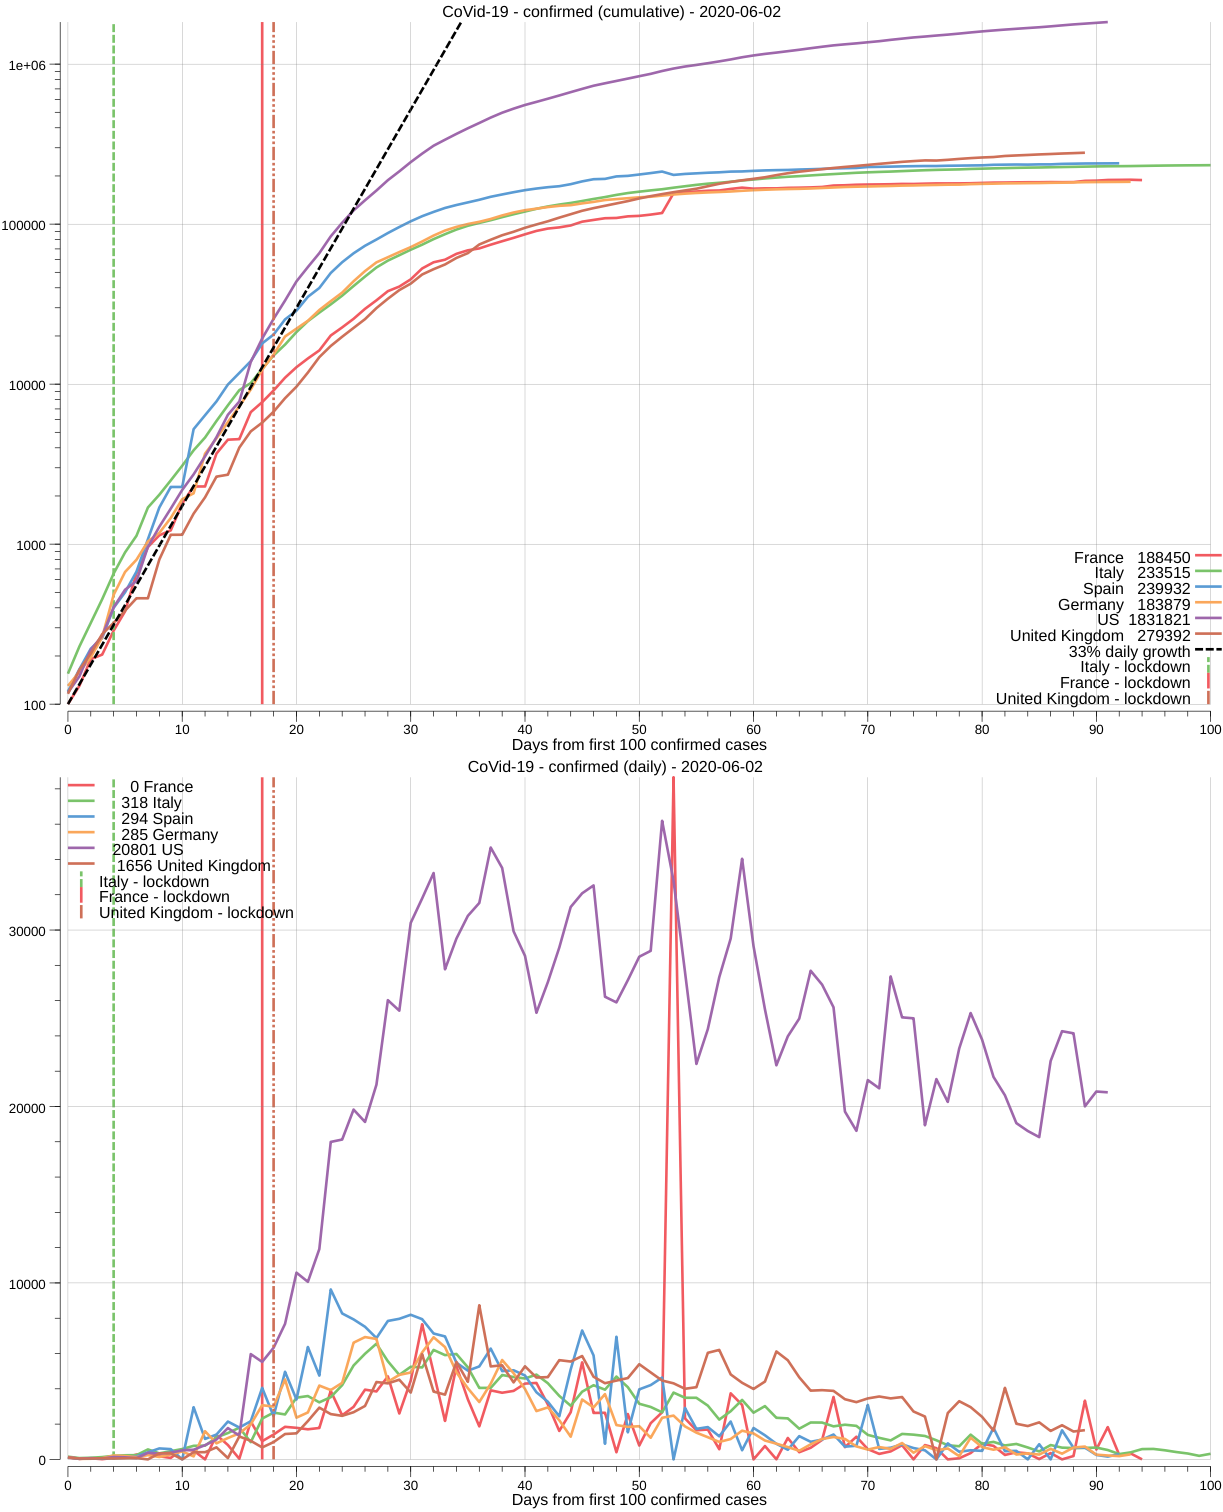 CoVid-19 - confirmed (cumulative) - 2020-06-02
1e+06
100000
10000
1000
100
France 188450
Italy 233515
Spain 239932
Germany 183879
US 1831821
United Kingdom 279392
33% daily growth
Italy - lockdown
France - lockdown
United Kingdom - lockdown
0 10 20 30 40 50 60 70 80 90 100
Days from first 100 confirmed cases
CoVid-19 - confirmed (daily) - 2020-06-02
0 France
318 Italy
294 Spain
285 Germany
20801 US
1656 United Kingdom
Italy - lockdown
France - lockdown
United Kingdom - lockdown
30000
20000
10000
0
0 10 20 30 40 50 60 70 80 90 100
Days from first 100 confirmed cases